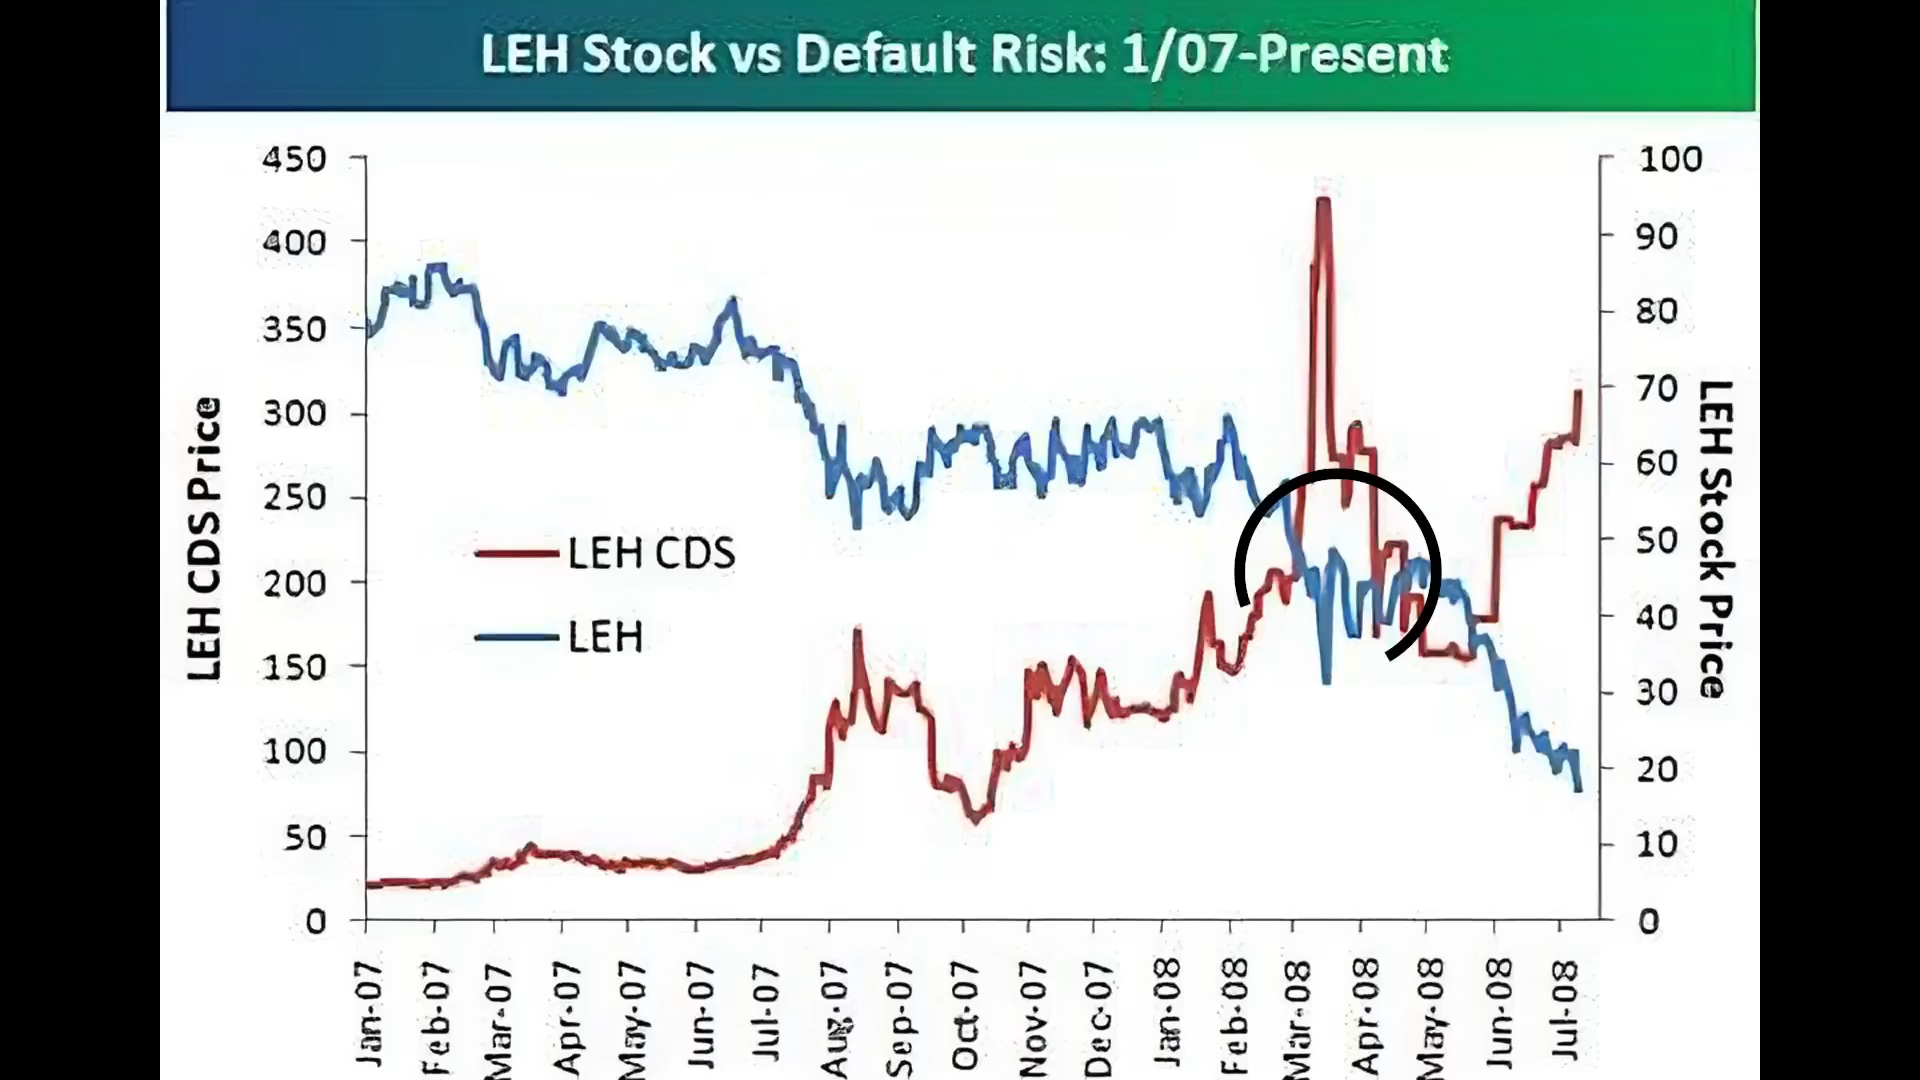 LEH Stock vs Default Risk: 1/07-Present
450
400
350
300
250
200
150
100
50
0
LEH CDS Price
LEH CDS
LEH
100
90
80
70
60
50
40
30
20
10
0
LEH Stock Price
Jan-07
Feb-07
Mar-07
Apr-07
May-07
Jun-07
Jul-07
Aug-07
Sep-07
Oct-07
Nov-07
Dec-07
Jan-08
Feb-08
Mar-08
Apr-08
May-08
Jun-08
Jul-08